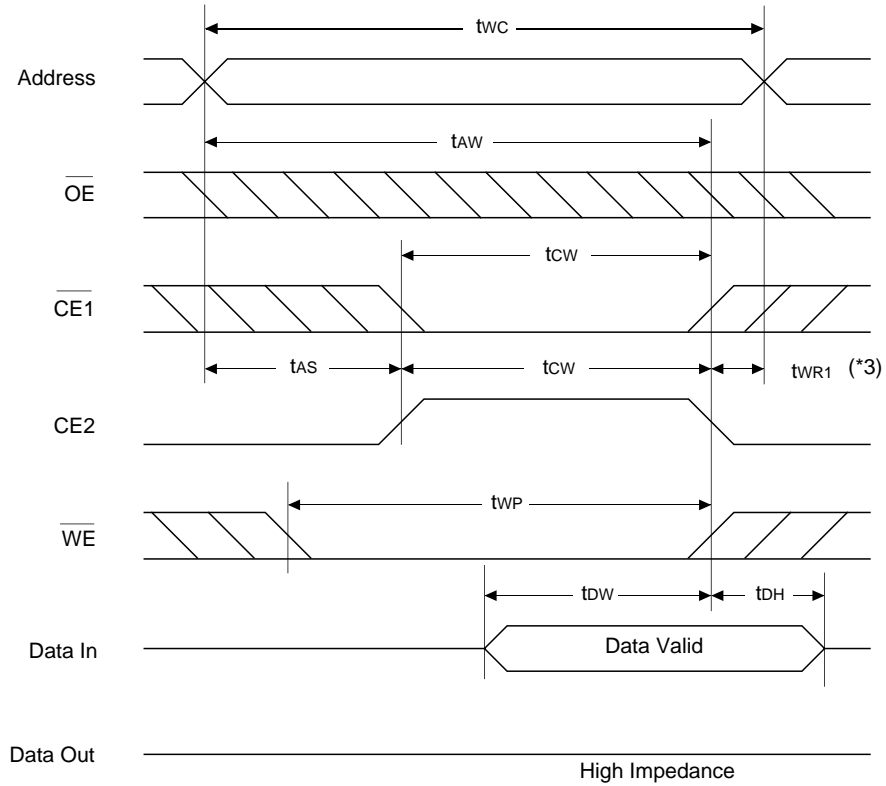 tWC
Address
tAW
OE
tCW
CE1
tAS tCW tWR1 (*3)
CE2
tWP
WE
tDW tDH
Data In Data Valid
Data Out
High Impedance